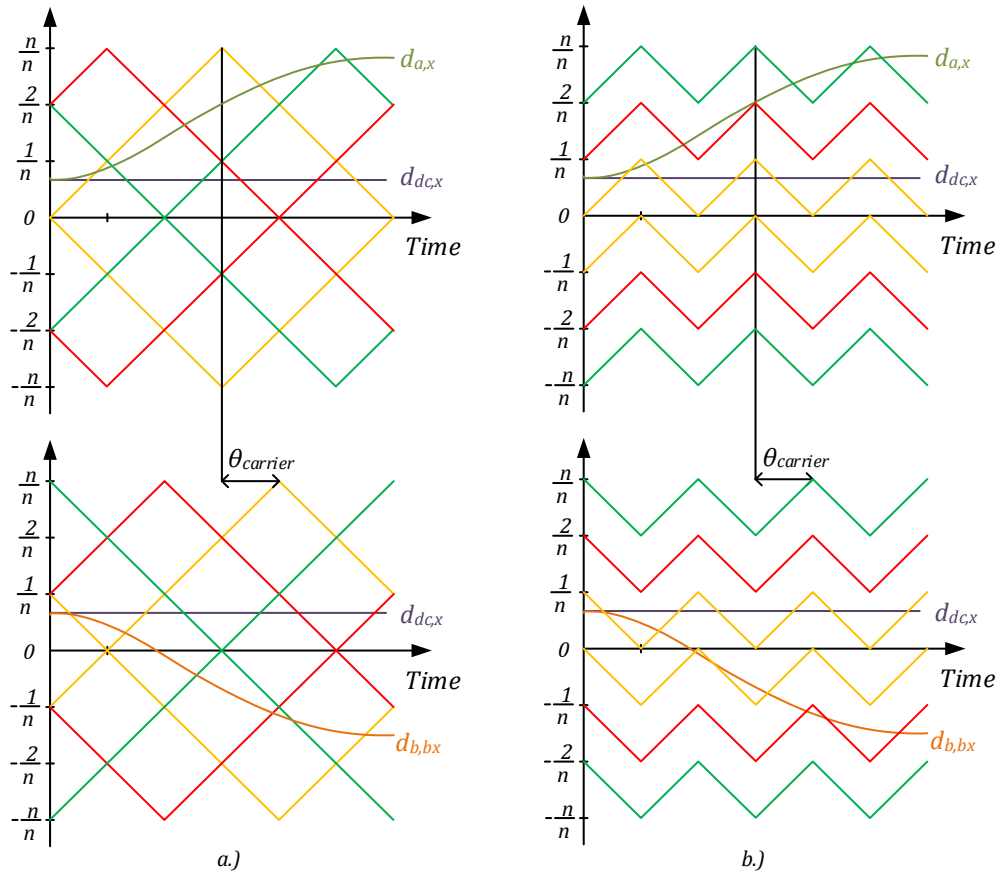 n/n
2/n
1/n
0
-1/n
-2/n
-n/n
d_{a,x}
d_{dc,x}
Time
n/n
2/n
1/n
0
-1/n
-2/n
-n/n
d_{a,x}
d_{dc,x}
Time
θ_{carrier}
n/n
2/n
1/n
0
-1/n
-2/n
-n/n
d_{dc,x}
Time
d_{b,bx}
a.)
θ_{carrier}
n/n
2/n
1/n
0
-1/n
-2/n
-n/n
d_{dc,x}
Time
d_{b,bx}
b.)